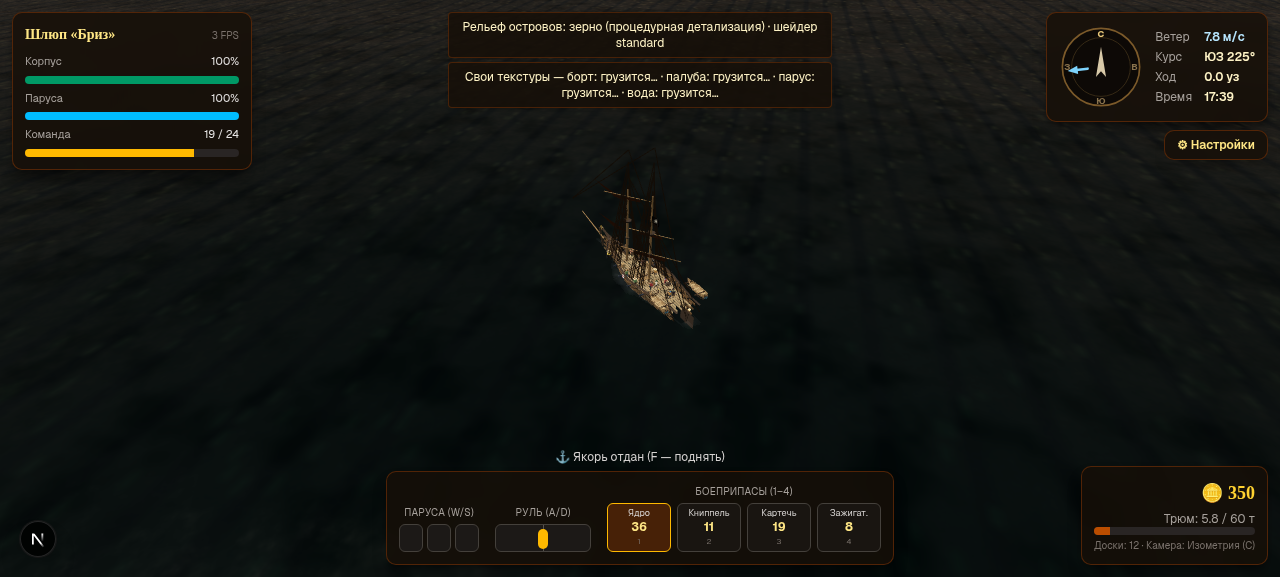 Шлюп «Бриз»
3 FPS
Корпус
100%
Паруса
100%
Команда
19 / 24
Рельеф островов: зерно (процедурная детализация) · шейдер
standard
Свои текстуры — борт: грузится… · палуба: грузится… · парус:
грузится… · вода: грузится…
С
З
В
Ю
Ветер 7.8 м/с
Курс ЮЗ 225°
Ход 0.0 уз
Время 17:39
⚙ Настройки
⚓ Якорь отдан (F — поднять)
ПАРУСА (W/S)
РУЛЬ (A/D)
БОЕПРИПАСЫ (1–4)
Ядро
36
1
Книппель
11
2
Картечь
19
3
Зажигат.
8
4
N
350
Трюм: 5.8 / 60 т
Доски: 12 · Камера: Изометрия (C)